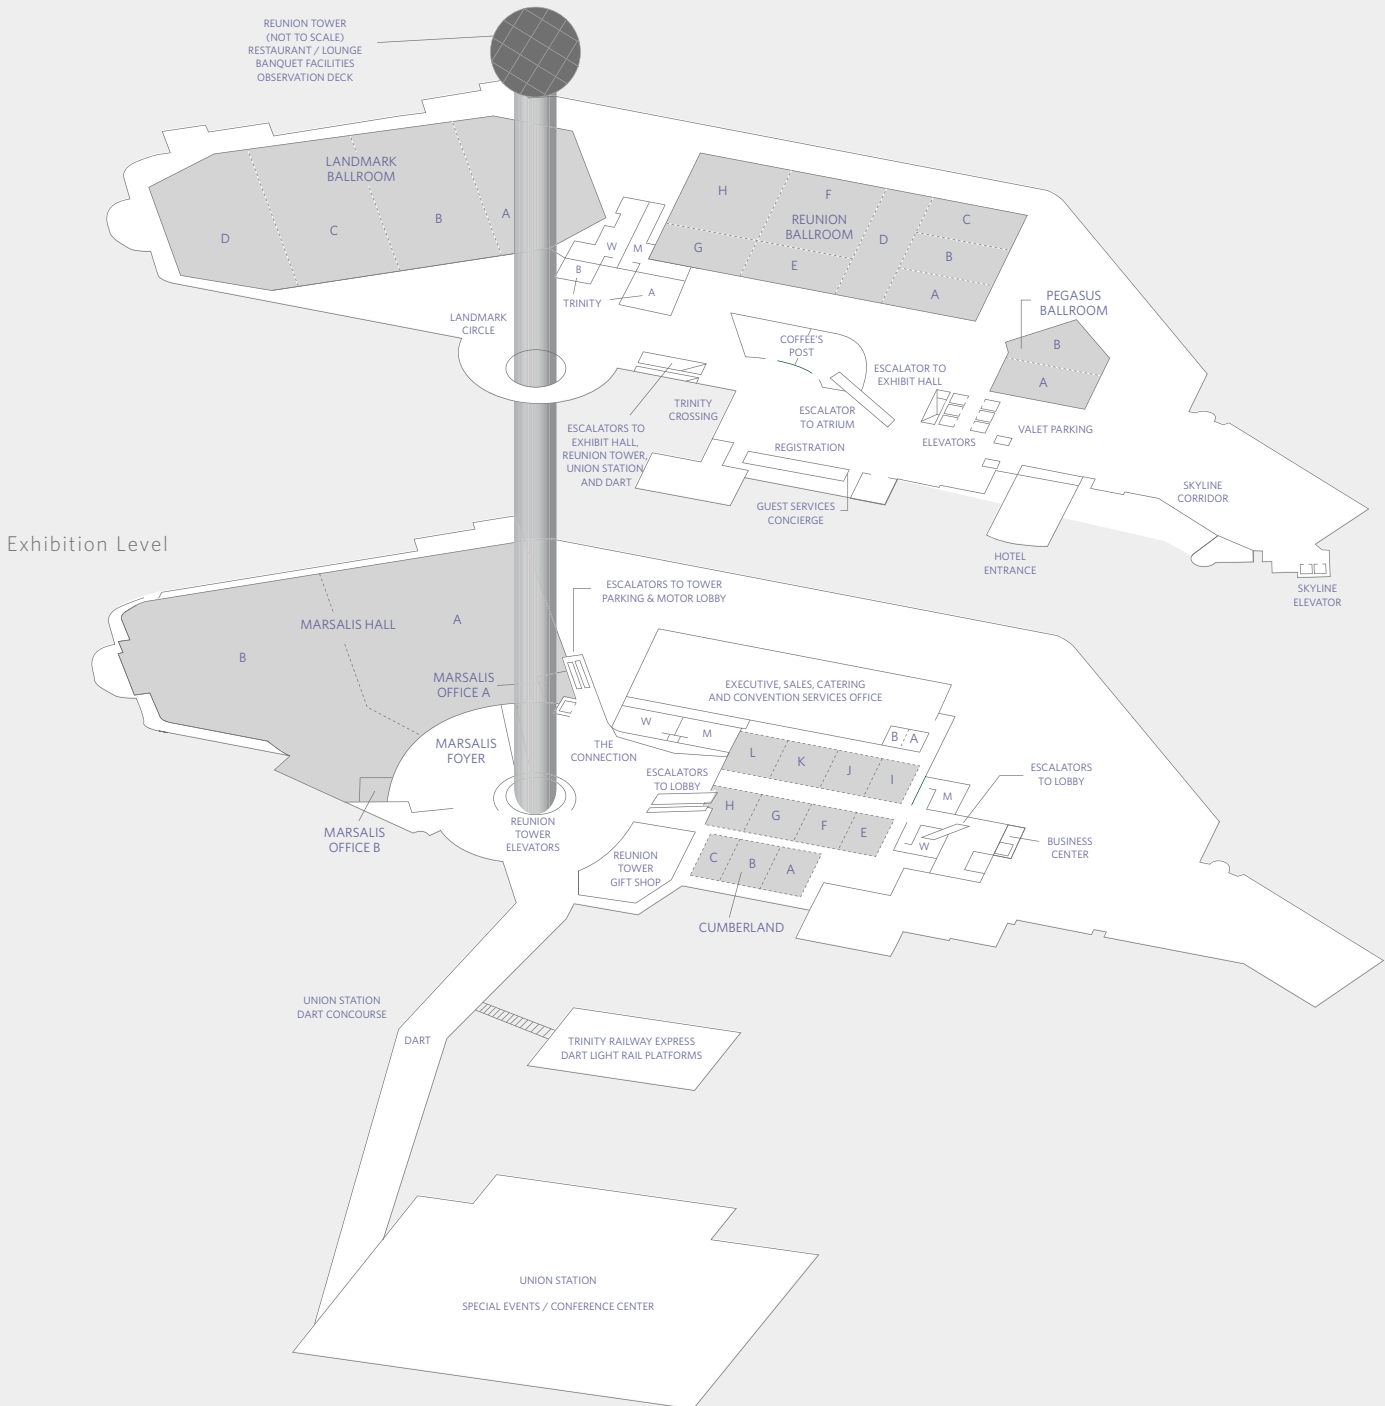 REUNION TOWER
(NOT TO SCALE)
RESTAURANT / LOUNGE
BANQUET FACILITIES
OBSERVATION DECK
LANDMARK
BALLROOM
D
C
B
A
H
F
REUNION
BALLROOM
G
E
D
C
B
A
W
M
B
A
TRINITY
PEGASUS
BALLROOM
B
A
LANDMARK
CIRCLE
COFFEE'S
POST
ESCALATOR TO
EXHIBIT HALL
TRINITY
CROSSING
ESCALATOR
TO ATRIUM
ESCALATORS TO
EXHIBIT HALL,
REUNION TOWER,
UNION STATION
AND DART
REGISTRATION
ELEVATORS
VALET PARKING
GUEST SERVICES
CONCIERGE
SKYLINE
CORRIDOR
HOTEL
ENTRANCE
SKYLINE
ELEVATOR
Exhibition Level
ESCALATORS TO TOWER
PARKING & MOTOR LOBBY
MARSALIS HALL
A
B
MARSALIS
OFFICE A
EXECUTIVE, SALES, CATERING
AND CONVENTION SERVICES OFFICE
W
M
B
A
MARSALIS
FOYER
THE
CONNECTION
L
K
J
I
ESCALATORS
TO LOBBY
ESCALATORS
TO LOBBY
H
G
F
E
M
W
MARSALIS
OFFICE B
REUNION
TOWER
ELEVATORS
REUNION
TOWER
GIFT SHOP
C
B
A
BUSINESS
CENTER
CUMBERLAND
UNION STATION
DART CONCOURSE
DART
TRINITY RAILWAY EXPRESS
DART LIGHT RAIL PLATFORMS
UNION STATION
SPECIAL EVENTS / CONFERENCE CENTER